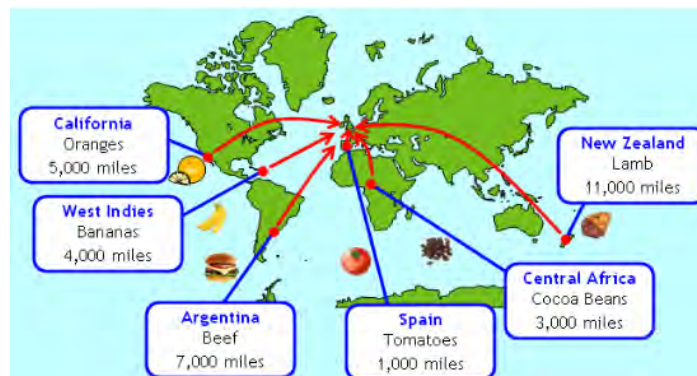 California
Oranges
5,000 miles
West Indies
Bananas
4,000 miles
Argentina
Beef
7,000 miles
Spain
Tomatoes
1,000 miles
Central Africa
Cocoa Beans
3,000 miles
New Zealand
Lamb
11,000 miles